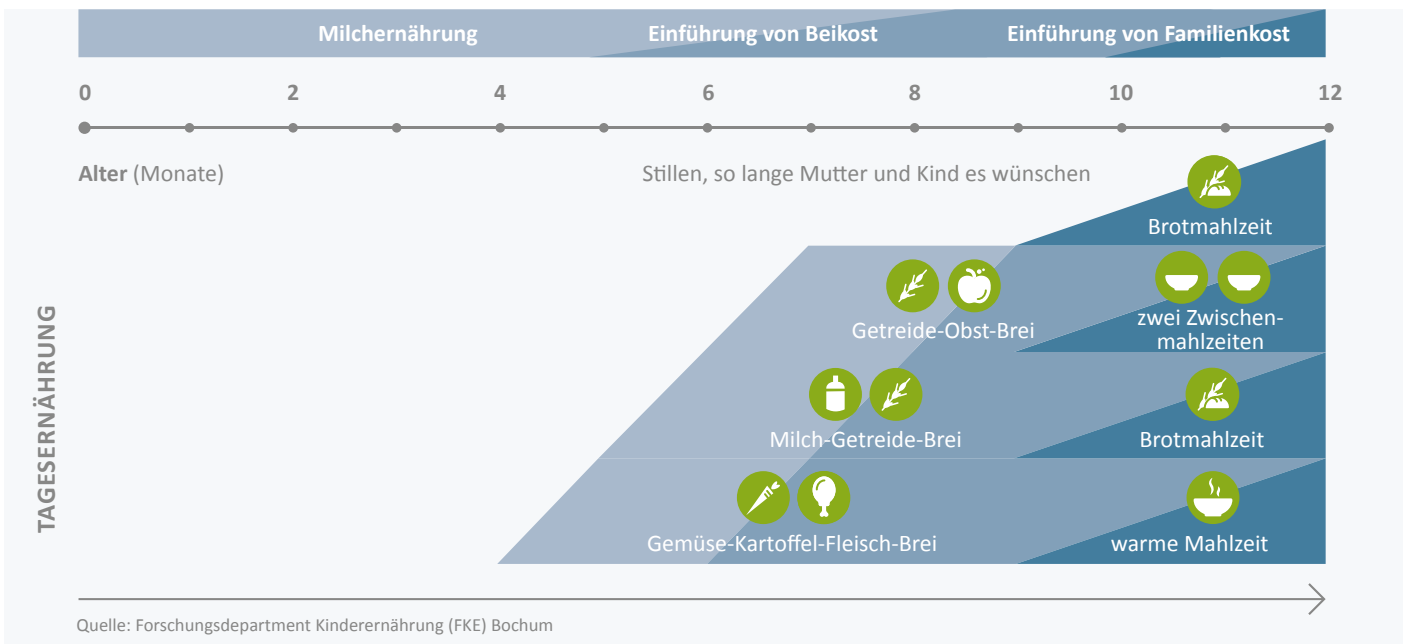 Milchernährung
Einführung von Beikost
Einführung von Familienkost
0 2 4 6 8 10 12
Alter (Monate)
Stillen, so lange Mutter und Kind es wünschen
TAGESERNÄHRUNG
Brotmahlzeit
Getreide-Obst-Brei
zwei Zwischen-
mahlzeiten
Milch-Getreide-Brei
Brotmahlzeit
Gemüse-Kartoffel-Fleisch-Brei
warme Mahlzeit
Quelle: Forschungsdepartment Kinderernährung (FKE) Bochum